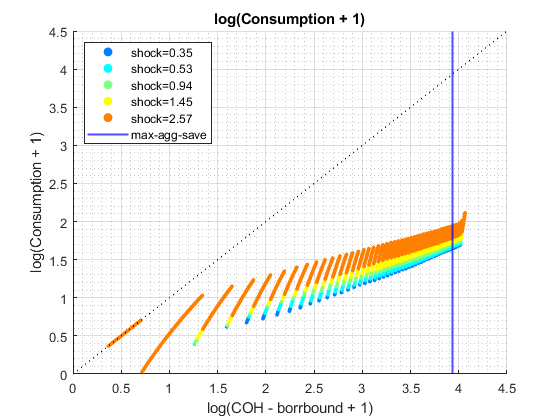 log(Consumption + 1)
4.5
4
3.5
3
2.5
2
1.5
1
0.5
0
log(Consumption + 1)
shock=0.35
shock=0.53
shock=0.94
shock=1.45
shock=2.57
max-agg-save
0 0.5 1 1.5 2 2.5 3 3.5 4 4.5
log(COH - borrbound + 1)